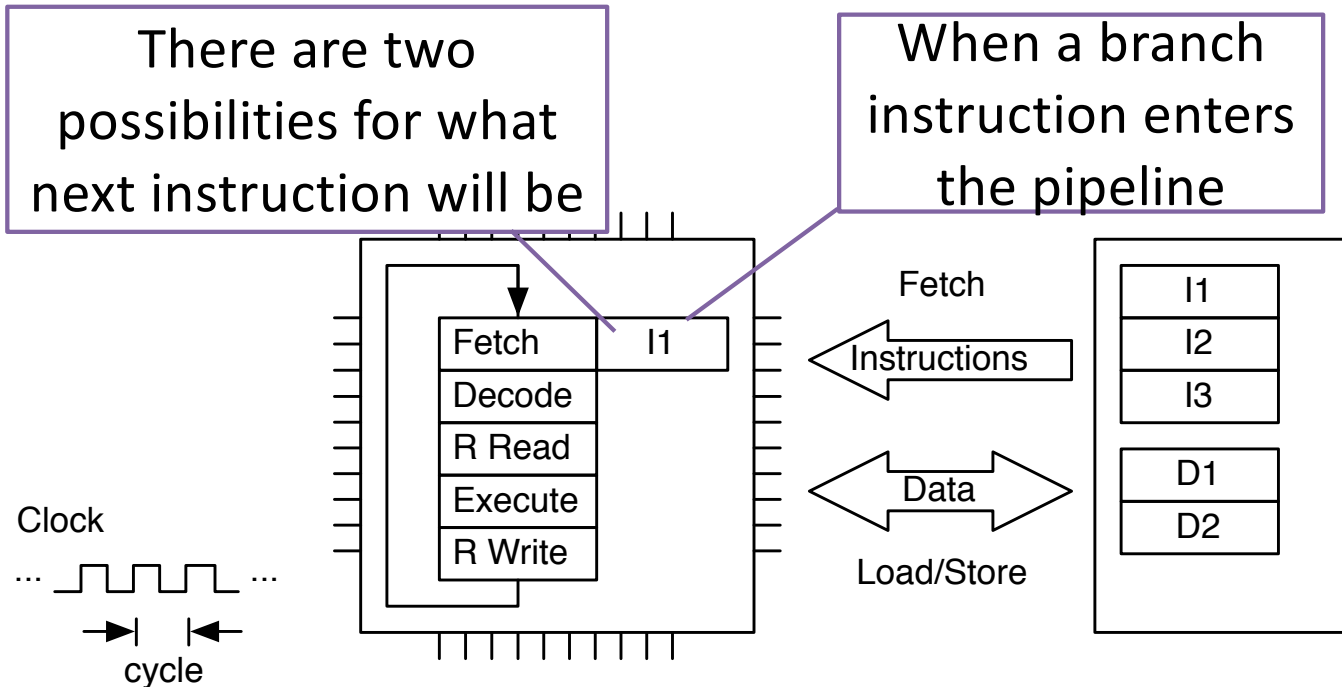 There are two
possibilities for what
next instruction will be
When a branch
instruction enters
the pipeline
Fetch
I1
Decode
R Read
Execute
R Write
Fetch
Instructions
Data
Load/Store
I1
I2
I3
D1
D2
Clock
... ...
cycle